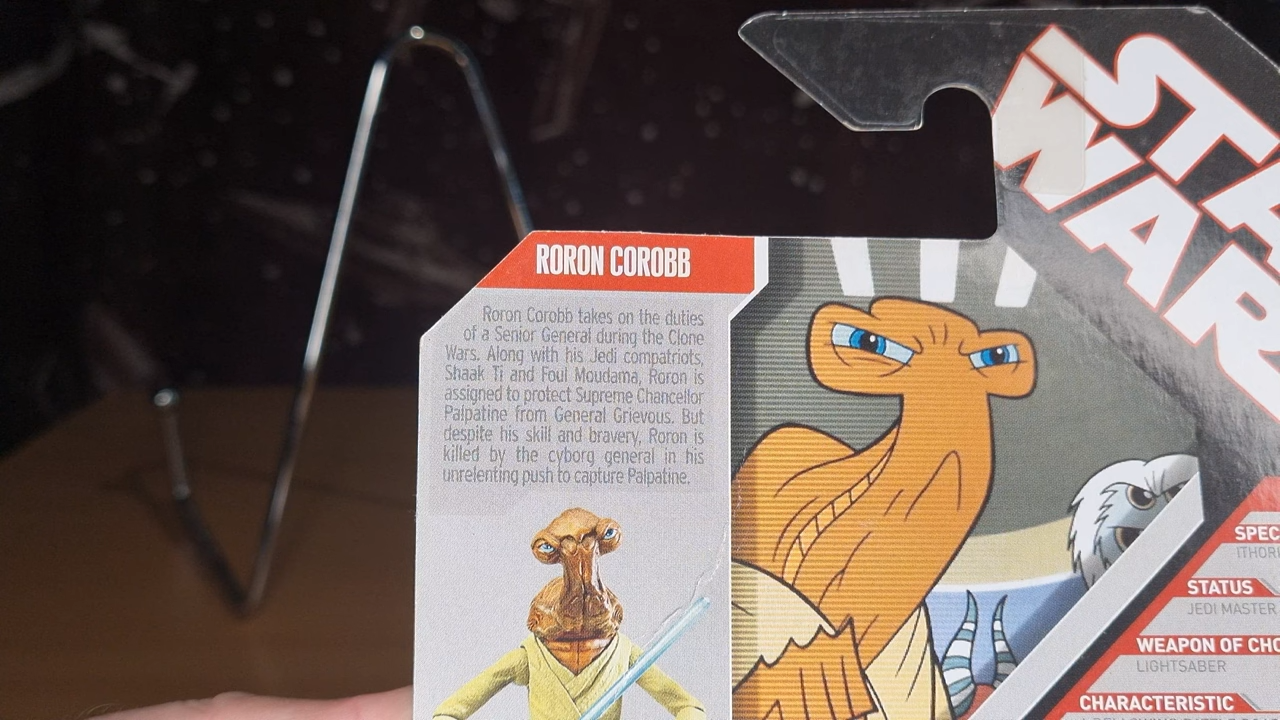 STAR
WARS
RORON COROBB
Roron Corobb takes on the duties
of a Senior General during the Clone
Wars. Along with his Jedi compatriots,
Shaak Ti and Foul Moudama, Roron is
assigned to protect Supreme Chancellor
Palpatine from General Grievous. But
despite his skill and bravery, Roron is
killed by the cyborg general in his
unrelenting push to capture Palpatine.
SPEC
ITHOR
STATUS
JEDI MASTER
WEAPON OF CHO
LIGHTSABER
CHARACTERISTIC